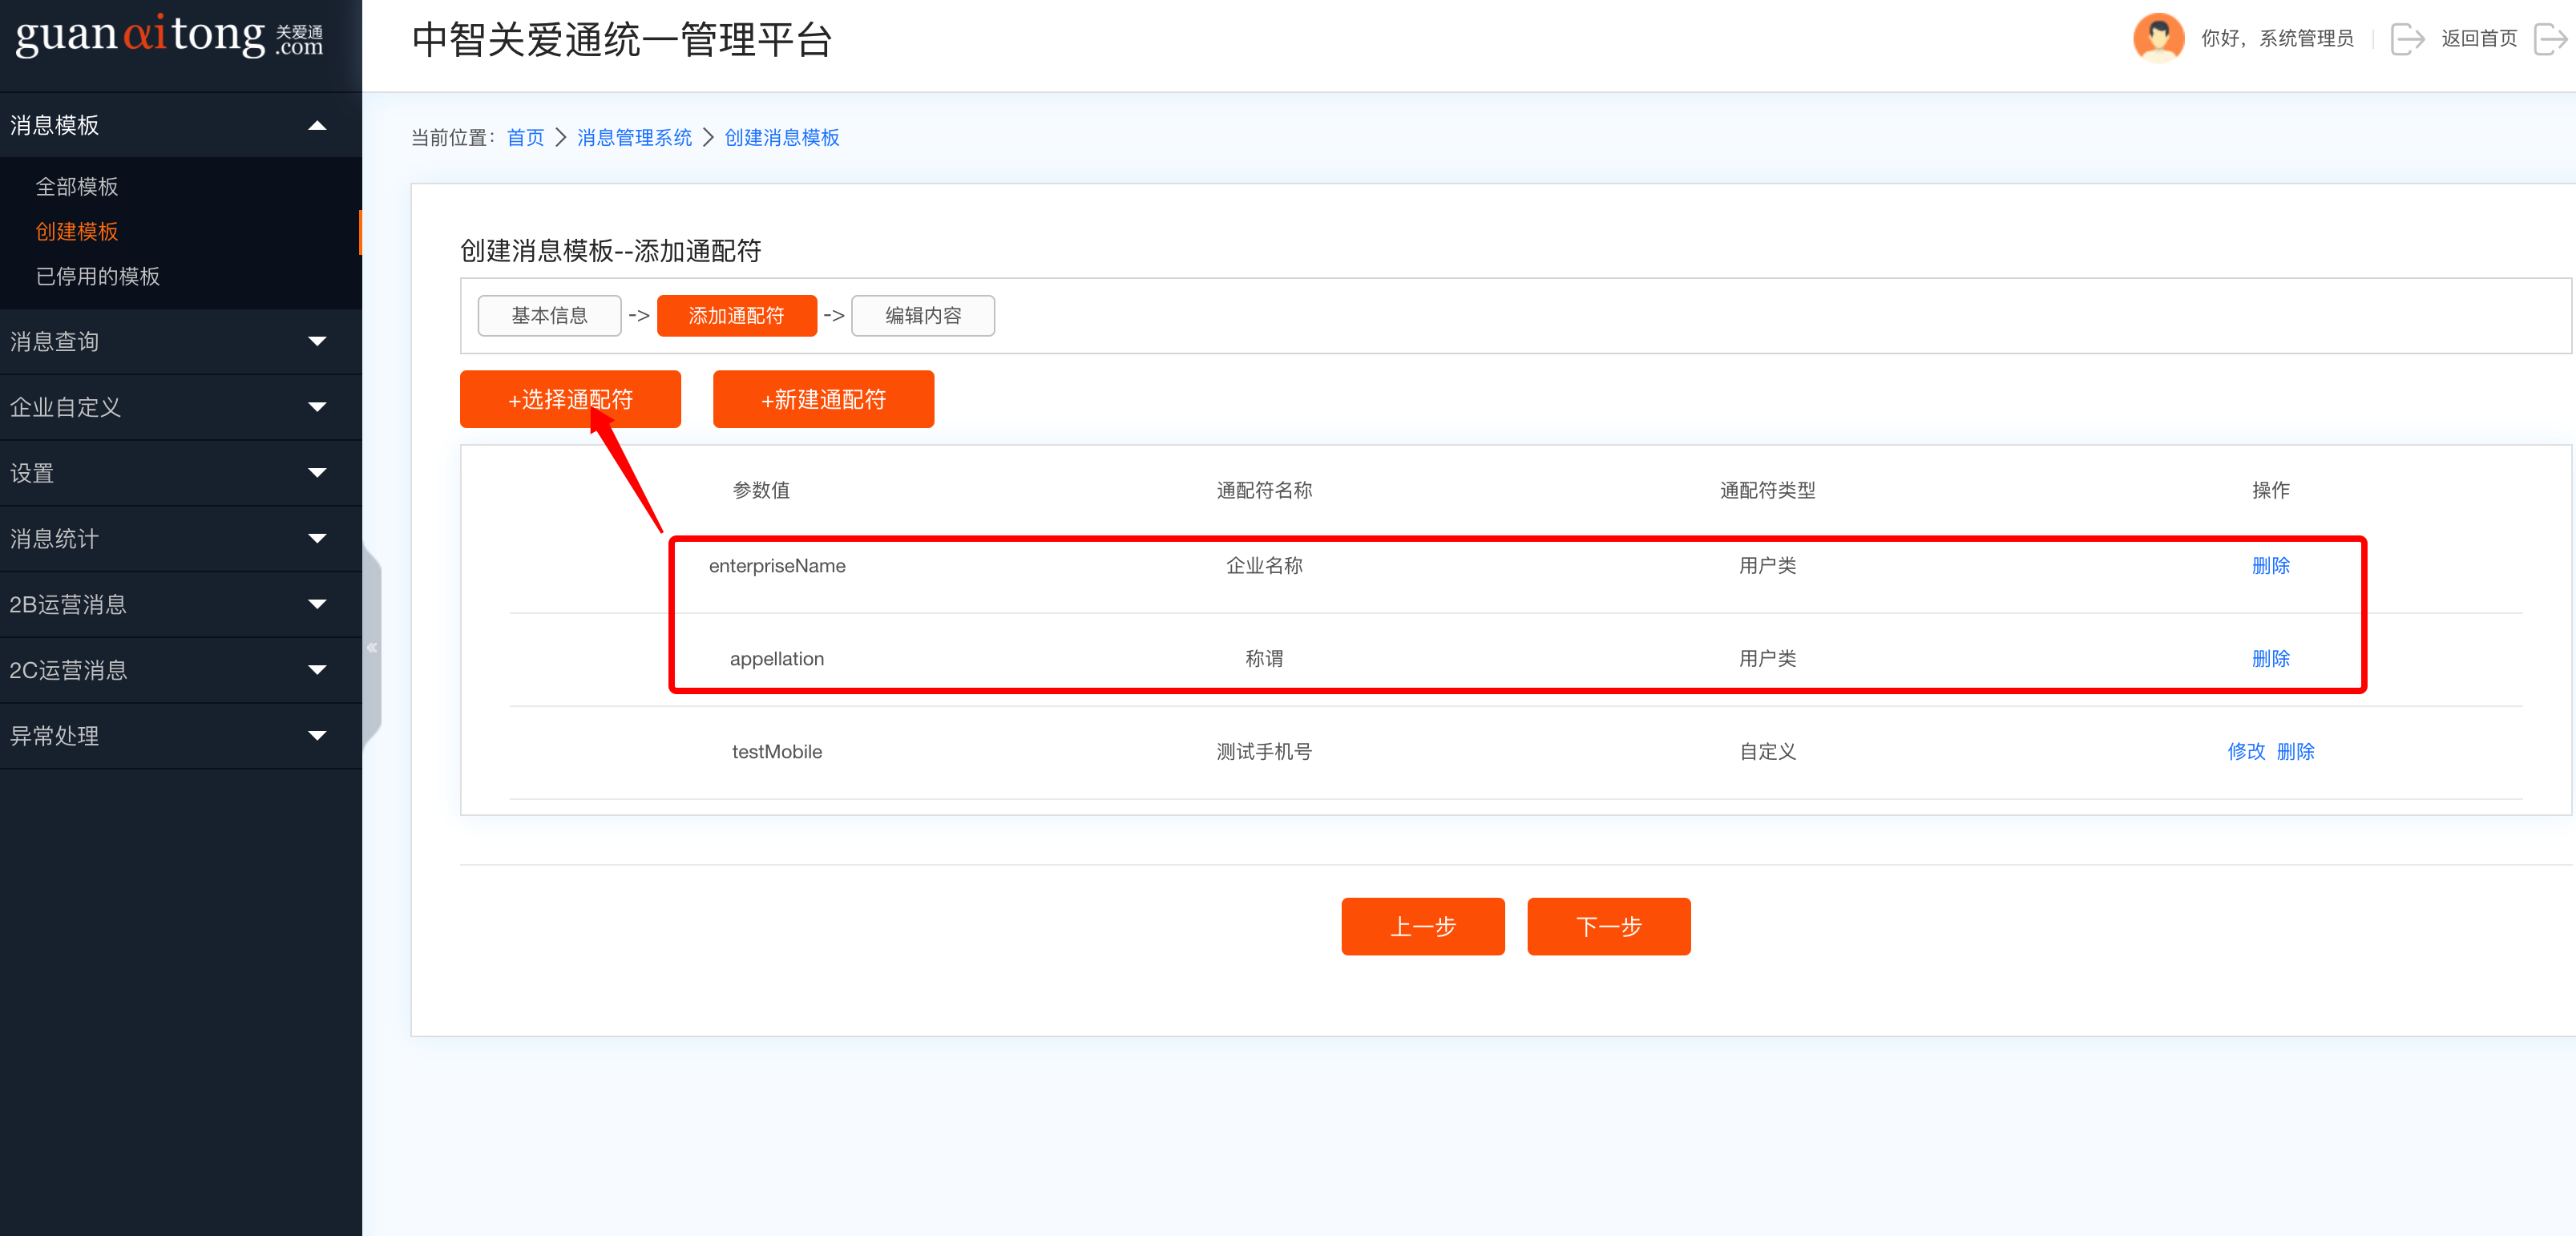 guanαitong 关爱通
.com
中智关爱通统一管理平台
你好，系统管理员
返回首页
消息模板
全部模板
创建模板
已停用的模板
消息查询
企业自定义
设置
消息统计
2B运营消息
2C运营消息
异常处理
«
当前位置： 首页 > 消息管理系统 > 创建消息模板
创建消息模板--添加通配符
基本信息 -> 添加通配符 -> 编辑内容
+选择通配符 +新建通配符
参数值 通配符名称 通配符类型 操作
enterpriseName 企业名称 用户类 删除
appellation 称谓 用户类 删除
testMobile 测试手机号 自定义 修改 删除
上一步 下一步